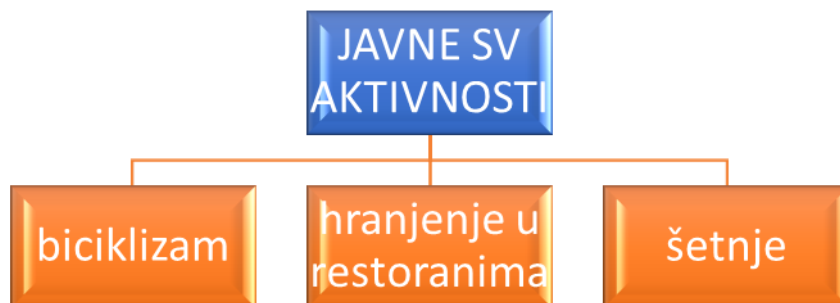 JAVNE SV
AKTIVNOSTI
biciklizam
hranjenje u
restoranima
šetnje